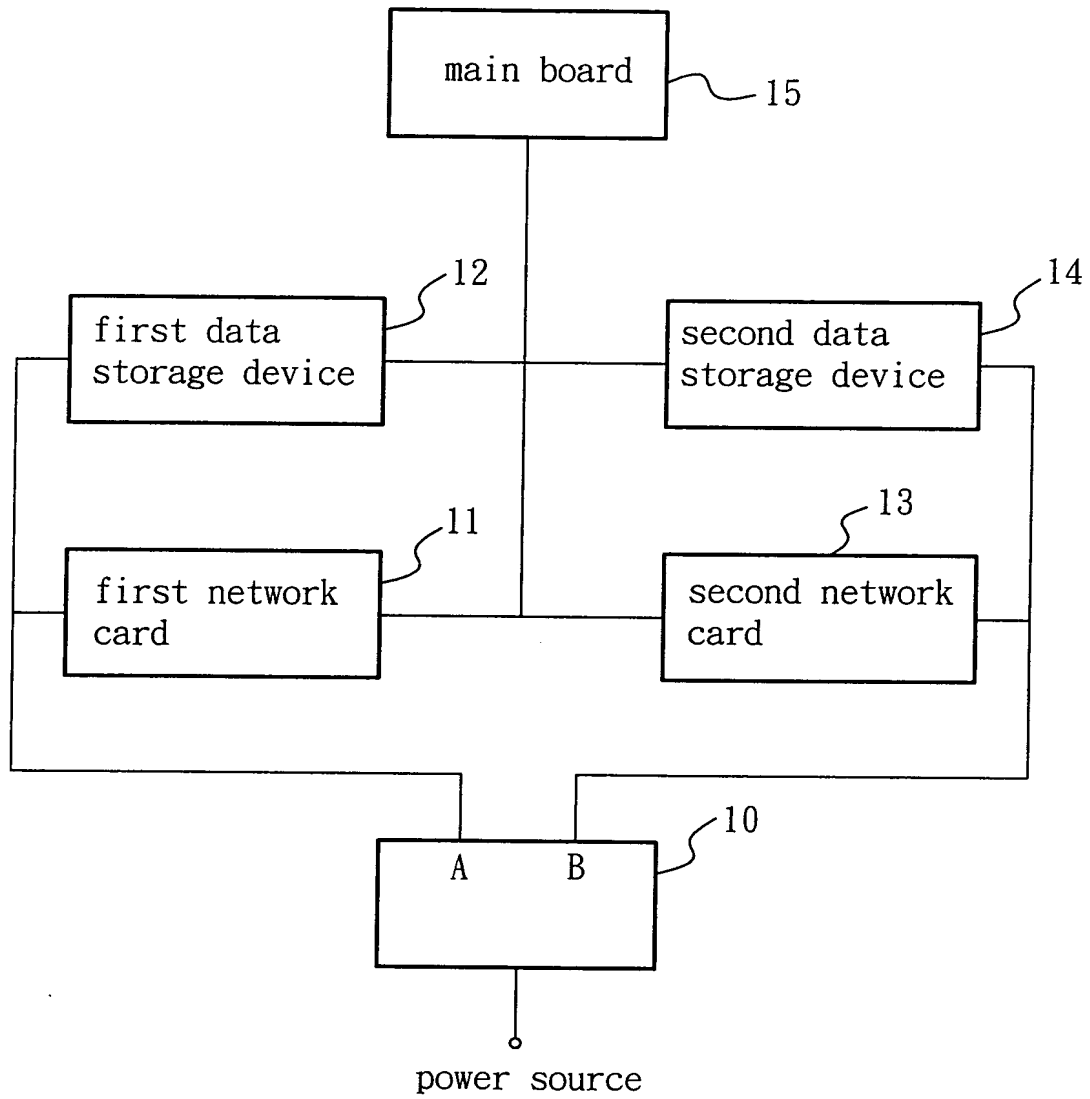 main board
15
12
14
first data
storage device
second data
storage device
11
13
first network
card
second network
card
10
A
B
power source